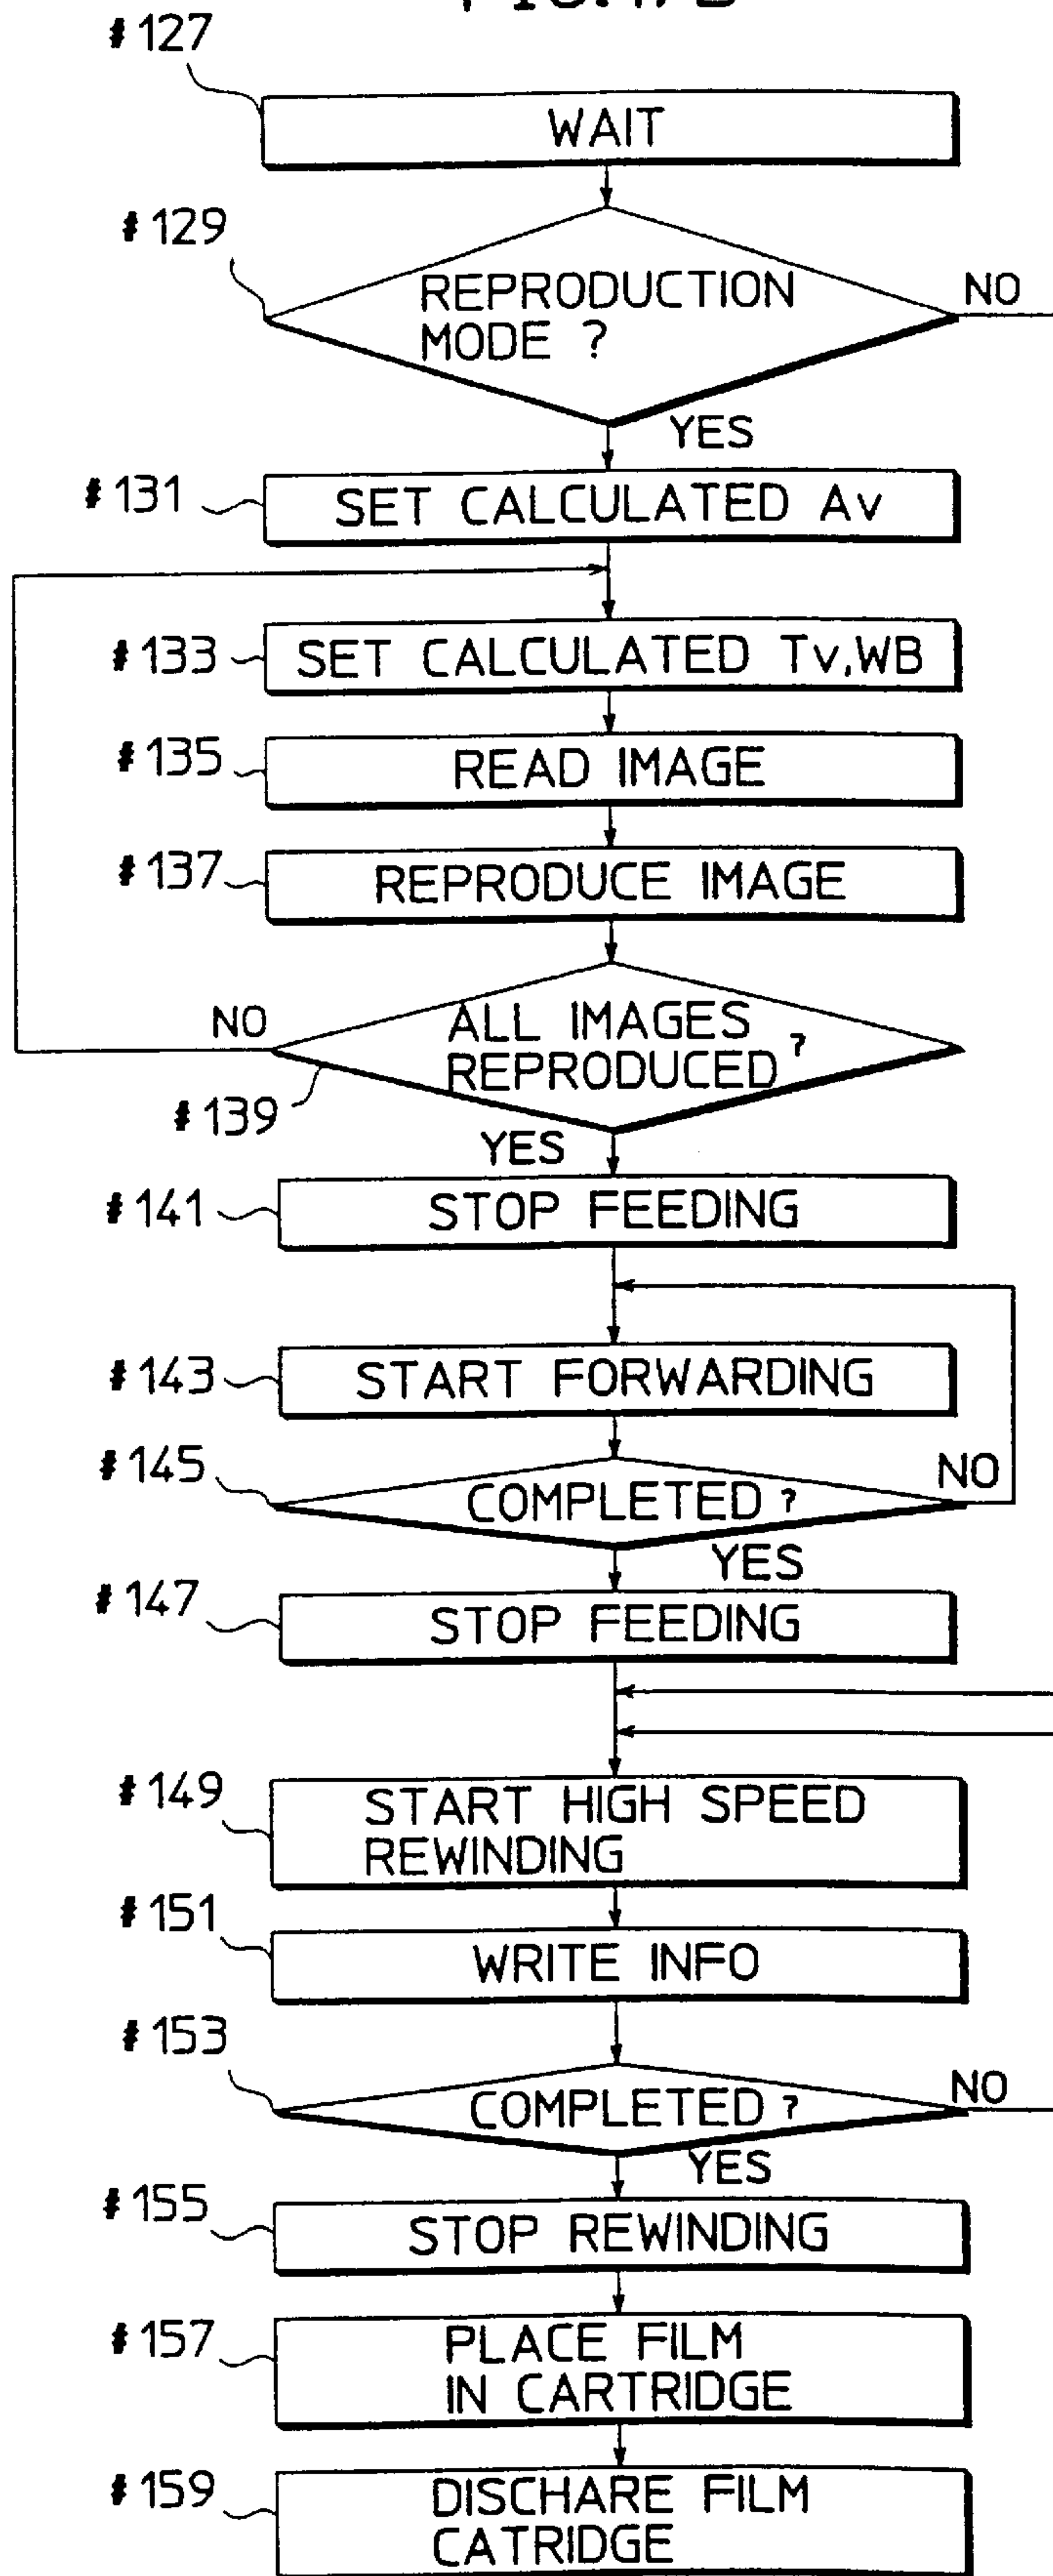 #127
WAIT
#129
REPRODUCTION
MODE ?
NO
YES
#131
SET CALCULATED Av
#133
SET CALCULATED Tv,WB
#135
READ IMAGE
#137
REPRODUCE IMAGE
NO
ALL IMAGES
REPRODUCED ?
#139
YES
#141
STOP FEEDING
#143
START FORWARDING
#145
COMPLETED ?
NO
YES
#147
STOP FEEDING
#149
START HIGH SPEED
REWINDING
#151
WRITE INFO
#153
COMPLETED ?
NO
YES
#155
STOP REWINDING
#157
PLACE FILM
IN CARTRIDGE
#159
DISCHARE FILM
CATRIDGE